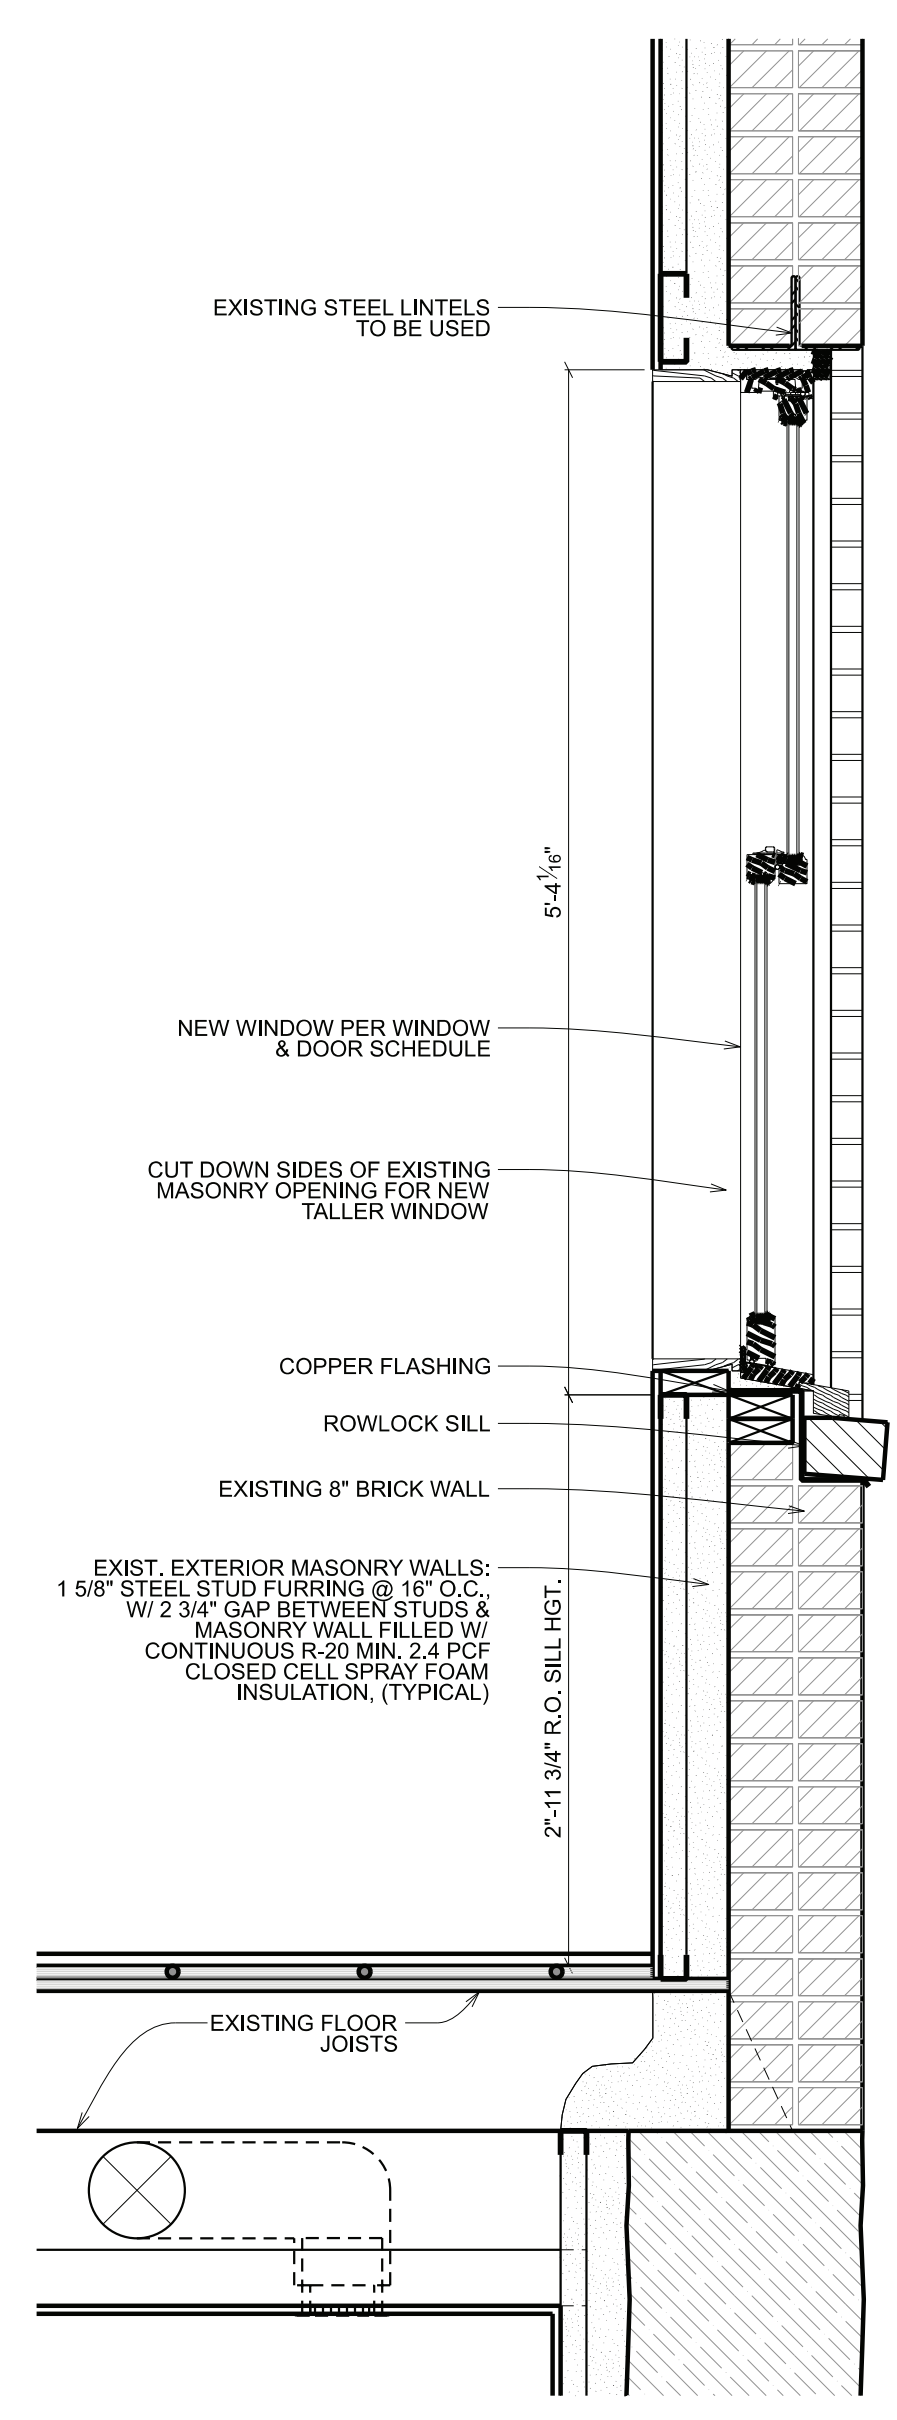 EXISTING STEEL LINTELS
TO BE USED
5'-4 1/16"
NEW WINDOW PER WINDOW
& DOOR SCHEDULE
CUT DOWN SIDES OF EXISTING
MASONRY OPENING FOR NEW
TALLER WINDOW
COPPER FLASHING
ROWLOCK SILL
EXISTING 8" BRICK WALL
EXIST. EXTERIOR MASONRY WALLS:
1 5/8" STEEL STUD FURRING @ 16" O.C.,
W/ 2 3/4" GAP BETWEEN STUDS &
MASONRY WALL FILLED W/
CONTINUOUS R-20 MIN. 2.4 PCF
CLOSED CELL SPRAY FOAM
INSULATION, (TYPICAL)
2"-11 3/4" R.O. SILL HGT.
EXISTING FLOOR
JOISTS